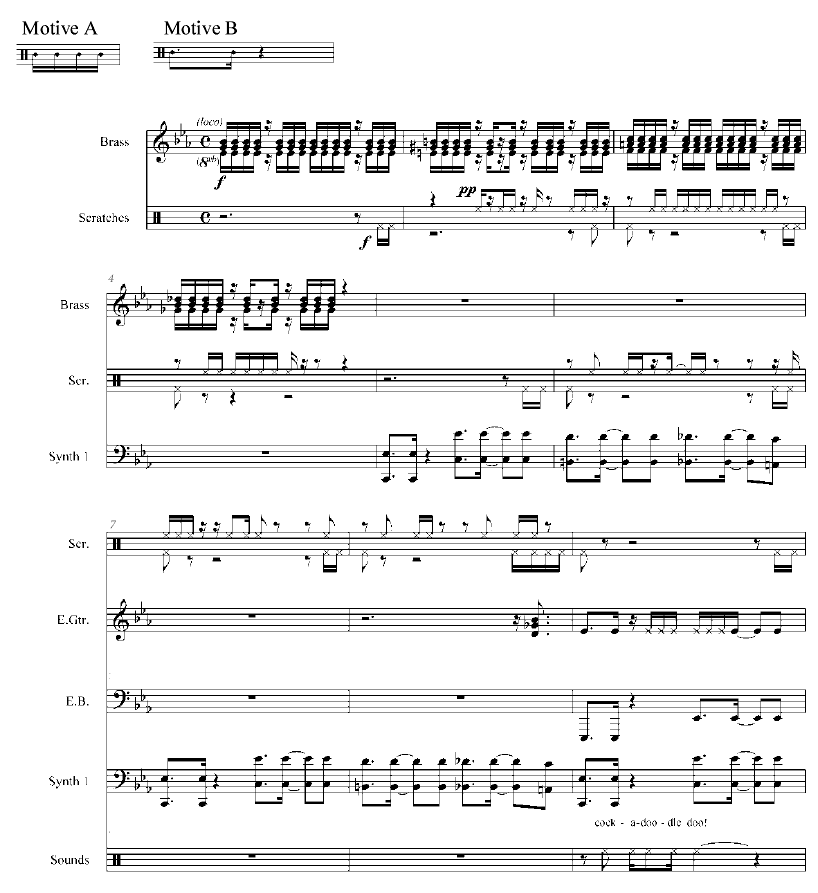 Motive A Motive B
(loco)
Brass
(8vb)
f
pp
Scratches
f
4
Brass
Scr.
Synth 1
7
Scr.
E.Gtr.
E.B.
Synth 1
cock - a-doo - dle doo!
Sounds